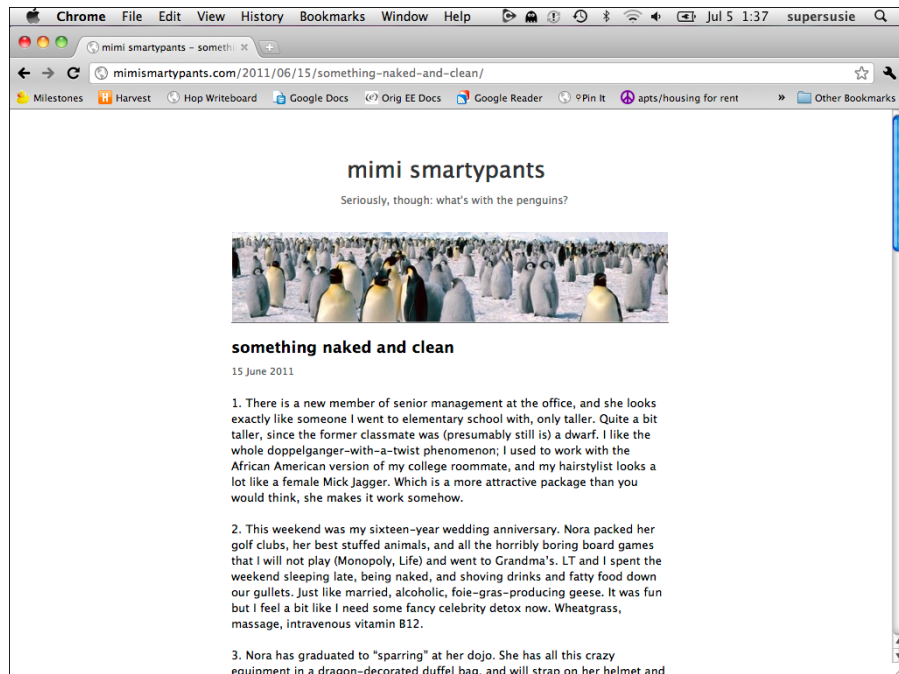 Chrome File Edit View History Bookmarks Window Help Jul 5 1:37 supersusie
mimi smartypants – somethi
mimismartypants.com/2011/06/15/something-naked-and-clean/
Milestones Harvest Hop Writeboard Google Docs Orig EE Docs Google Reader Pin It apts/housing for rent » Other Bookmarks
mimi smartypants
Seriously, though: what's with the penguins?
something naked and clean
15 June 2011
1. There is a new member of senior management at the office, and she looks
exactly like someone I went to elementary school with, only taller. Quite a bit
taller, since the former classmate was (presumably still is) a dwarf. I like the
whole doppelganger-with-a-twist phenomenon; I used to work with the
African American version of my college roommate, and my hairstylist looks a
lot like a female Mick Jagger. Which is a more attractive package than you
would think, she makes it work somehow.
2. This weekend was my sixteen-year wedding anniversary. Nora packed her
golf clubs, her best stuffed animals, and all the horribly boring board games
that I will not play (Monopoly, Life) and went to Grandma's. LT and I spent the
weekend sleeping late, being naked, and shoving drinks and fatty food down
our gullets. Just like married, alcoholic, foie-gras-producing geese. It was fun
but I feel a bit like I need some fancy celebrity detox now. Wheatgrass,
massage, intravenous vitamin B12.
3. Nora has graduated to "sparring" at her dojo. She has all this crazy
equipment in a dragon-decorated duffel bag, and will strap on her helmet and